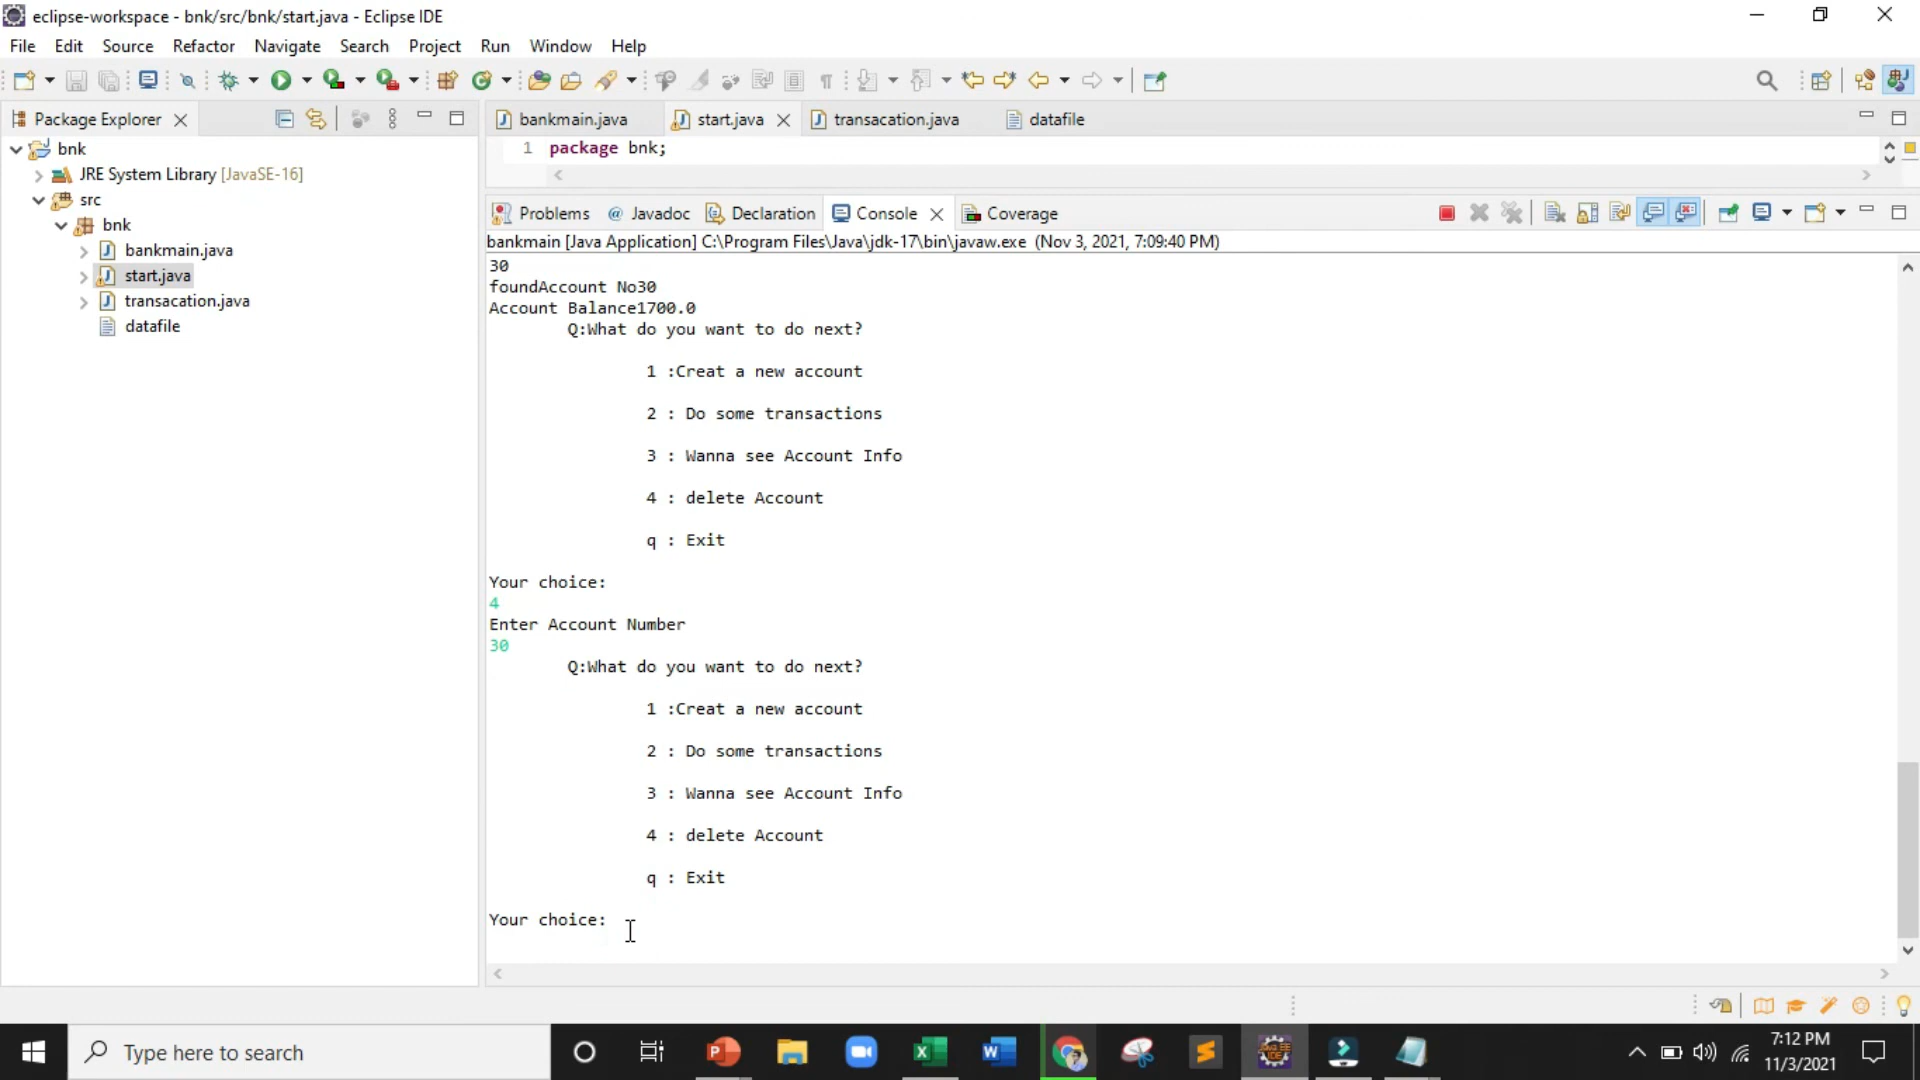 eclipse-workspace - bnk/src/bnk/start.java - Eclipse IDE
File Edit Source Refactor Navigate Search Project Run Window Help
Package Explorer
bankmain.java start.java transacation.java datafile
1 package bnk;
bnk
JRE System Library [JavaSE-16]
src
bnk
bankmain.java
start.java
transacation.java
datafile
Problems @ Javadoc Declaration Console Coverage
bankmain [Java Application] C:\Program Files\Java\jdk-17\bin\javaw.exe (Nov 3, 2021, 7:09:40 PM)
30
foundAccount No30
Account Balance1700.0
Q:What do you want to do next?
1 :Creat a new account
2 : Do some transactions
3 : Wanna see Account Info
4 : delete Account
q : Exit
Your choice:
4
Enter Account Number
30
Q:What do you want to do next?
1 :Creat a new account
2 : Do some transactions
3 : Wanna see Account Info
4 : delete Account
q : Exit
Your choice:
Type here to search
7:12 PM
11/3/2021